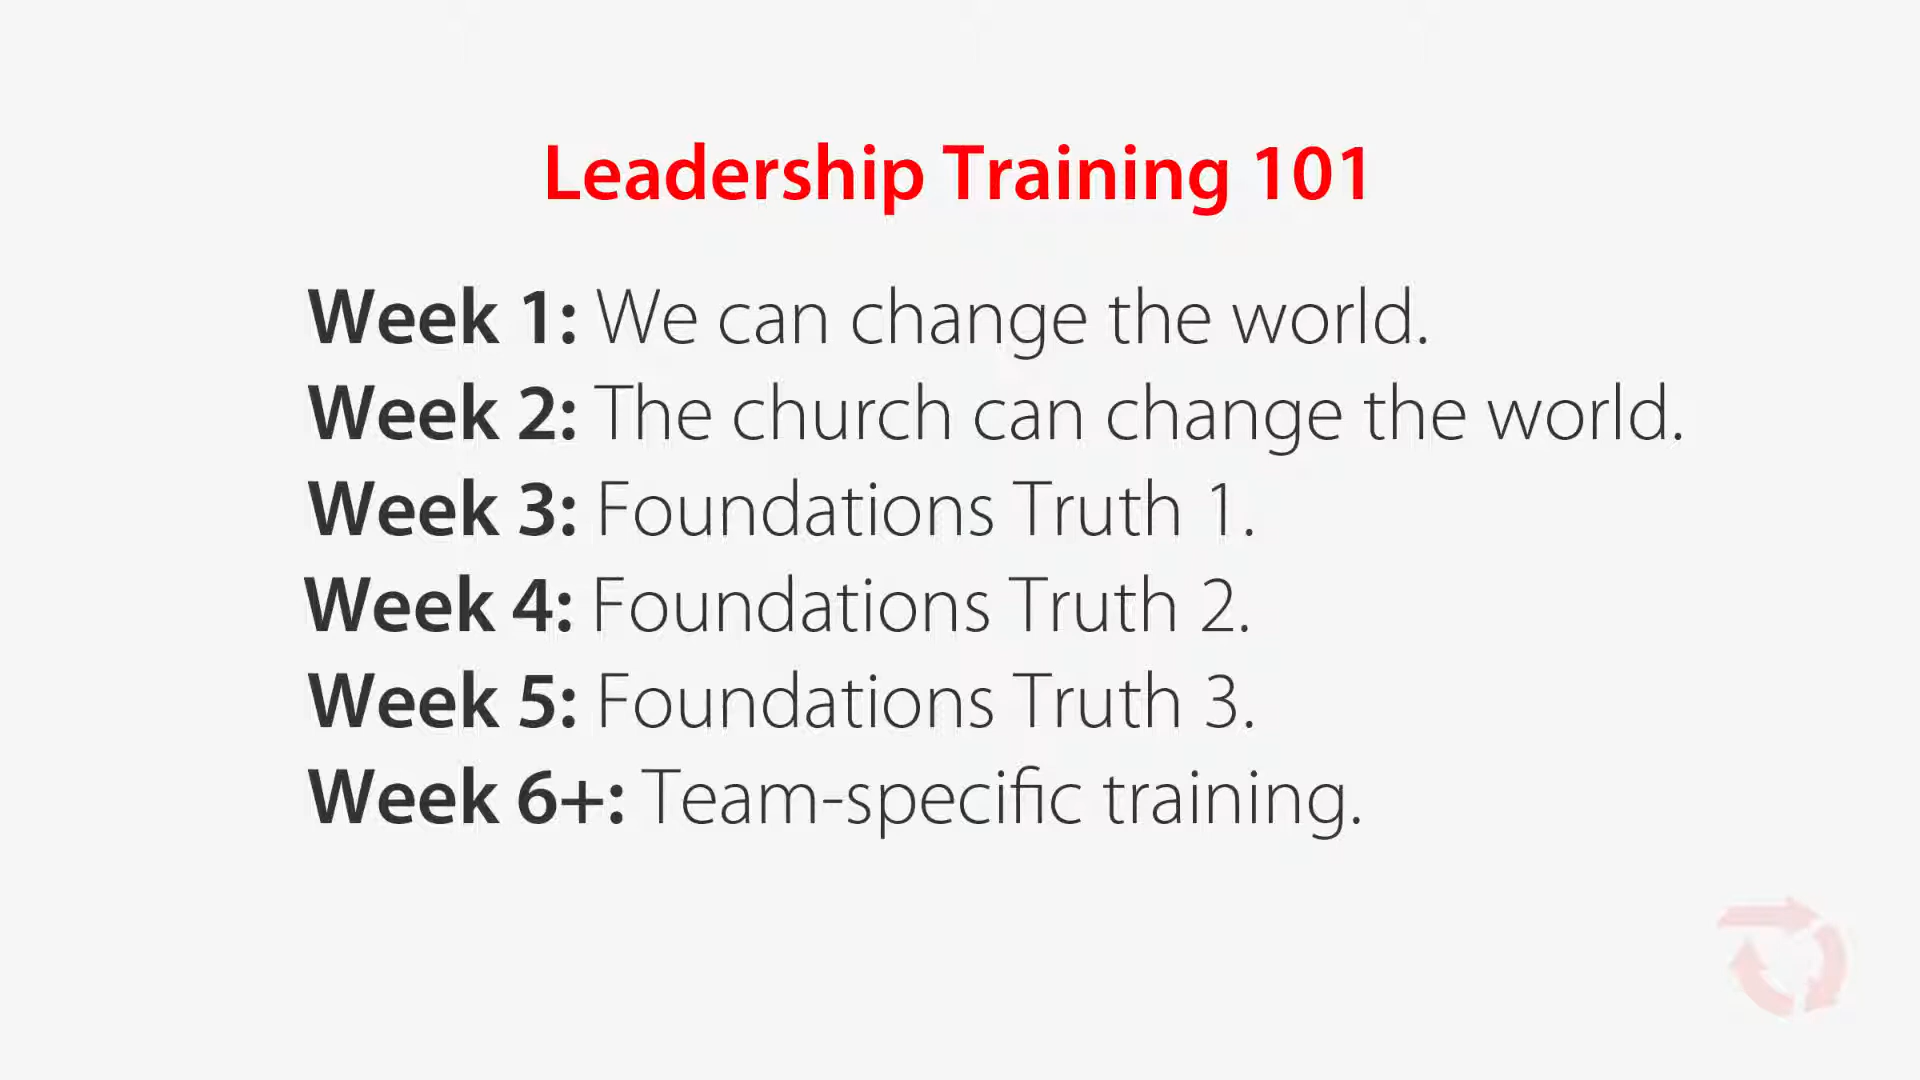 Leadership Training 101
Week 1: We can change the world.
Week 2: The church can change the world.
Week 3: Foundations Truth 1.
Week 4: Foundations Truth 2.
Week 5: Foundations Truth 3.
Week 6+: Team-specific training.